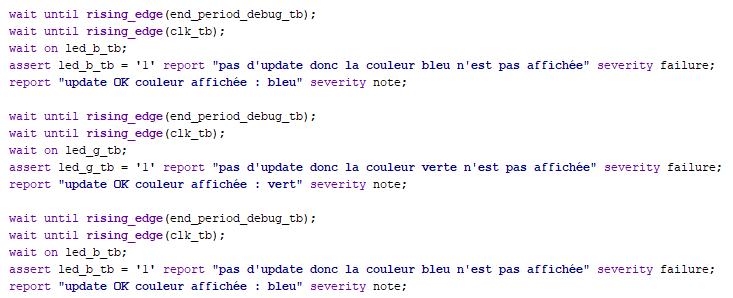 wait until rising_edge(end_period_debug_tb);
wait until rising_edge(clk_tb);
wait on led_b_tb;
assert led_b_tb = '1' report "pas d'update donc la couleur bleu n'est pas affichée" severity failure;
report "update OK couleur affichée : bleu" severity note;
wait until rising_edge(end_period_debug_tb);
wait until rising_edge(clk_tb);
wait on led_g_tb;
assert led_g_tb = '1' report "pas d'update donc la couleur verte n'est pas affichée" severity failure;
report "update OK couleur affichée : vert" severity note;
wait until rising_edge(end_period_debug_tb);
wait until rising_edge(clk_tb);
wait on led_b_tb;
assert led_b_tb = '1' report "pas d'update donc la couleur bleu n'est pas affichée" severity failure;
report "update OK couleur affichée : bleu" severity note;